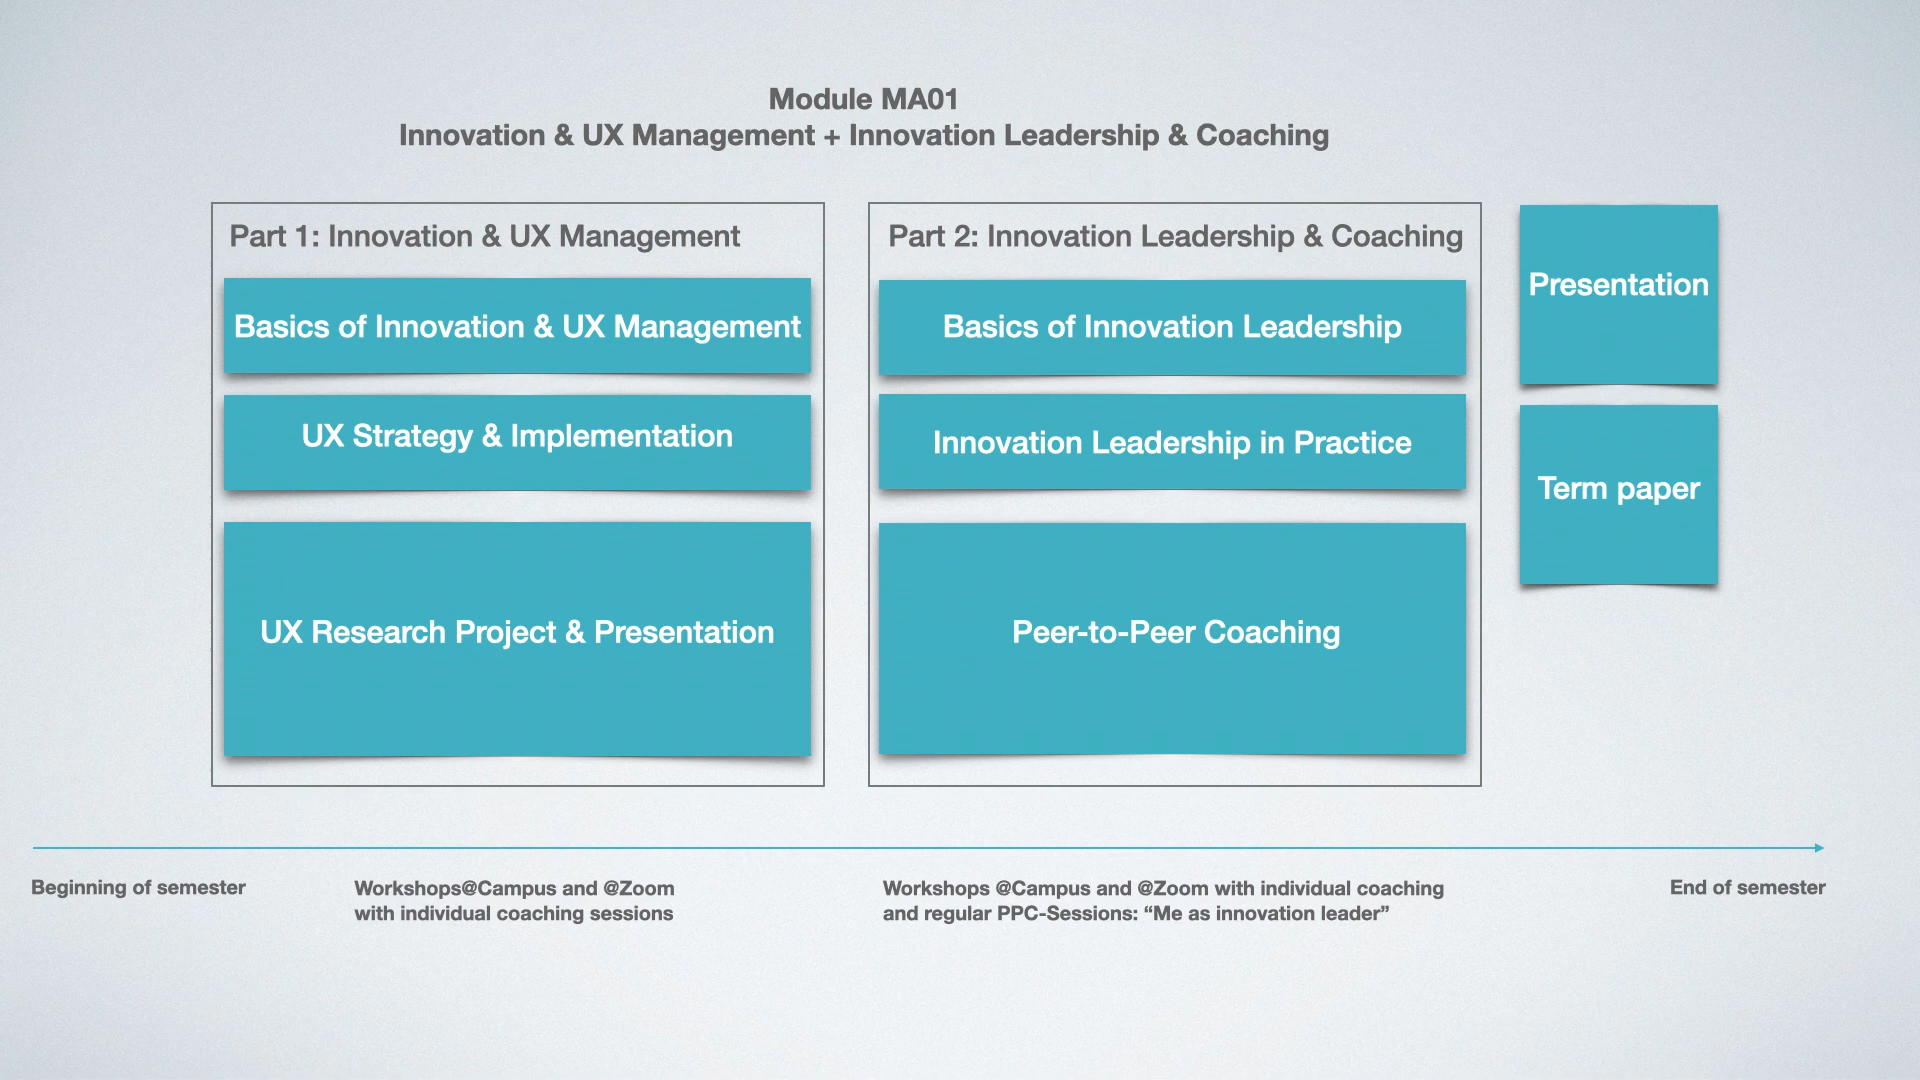 Module MA01
Innovation & UX Management + Innovation Leadership & Coaching
Part 1: Innovation & UX Management
Basics of Innovation & UX Management
UX Strategy & Implementation
UX Research Project & Presentation
Part 2: Innovation Leadership & Coaching
Basics of Innovation Leadership
Innovation Leadership in Practice
Peer-to-Peer Coaching
Presentation
Term paper
Beginning of semester
Workshops@Campus and @Zoom
with individual coaching sessions
Workshops @Campus and @Zoom with individual coaching
and regular PPC-Sessions: “Me as innovation leader”
End of semester